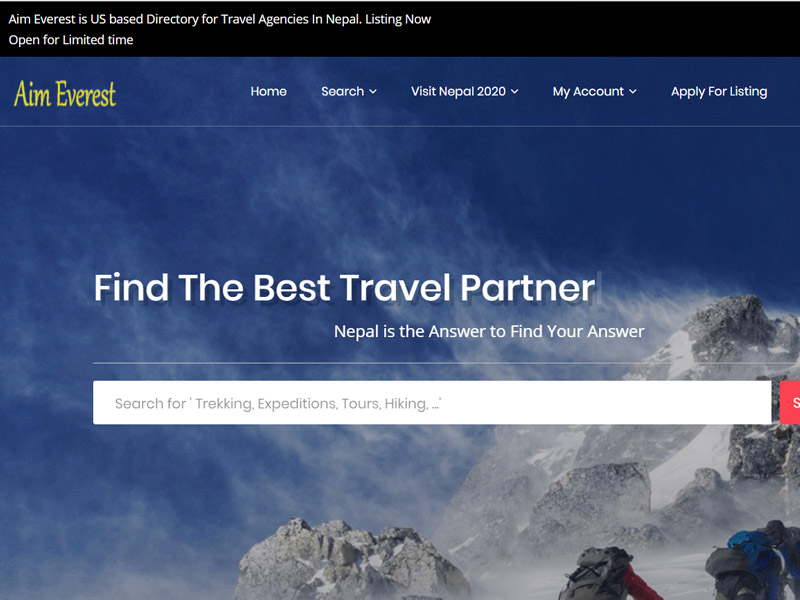 Aim Everest is US based Directory for Travel Agencies In Nepal. Listing Now
Open for Limited time
Aim Everest
Home Search Visit Nepal 2020 My Account Apply For Listing
Find The Best Travel Partner
Nepal is the Answer to Find Your Answer
Search for ' Trekking, Expeditions, Tours, Hiking, ...'
S